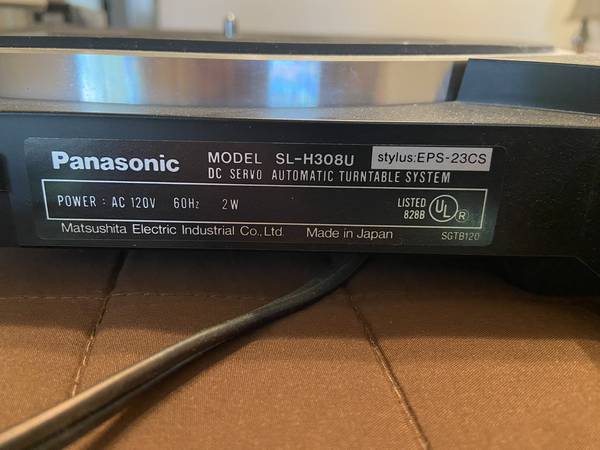 Panasonic MODEL SL-H308U stylus:EPS-23CS
DC SERVO AUTOMATIC TURNTABLE SYSTEM
POWER : AC 120V 60Hz 2W LISTED 828B UL R
Matsushita Electric Industrial Co., Ltd. Made in Japan SGTB120